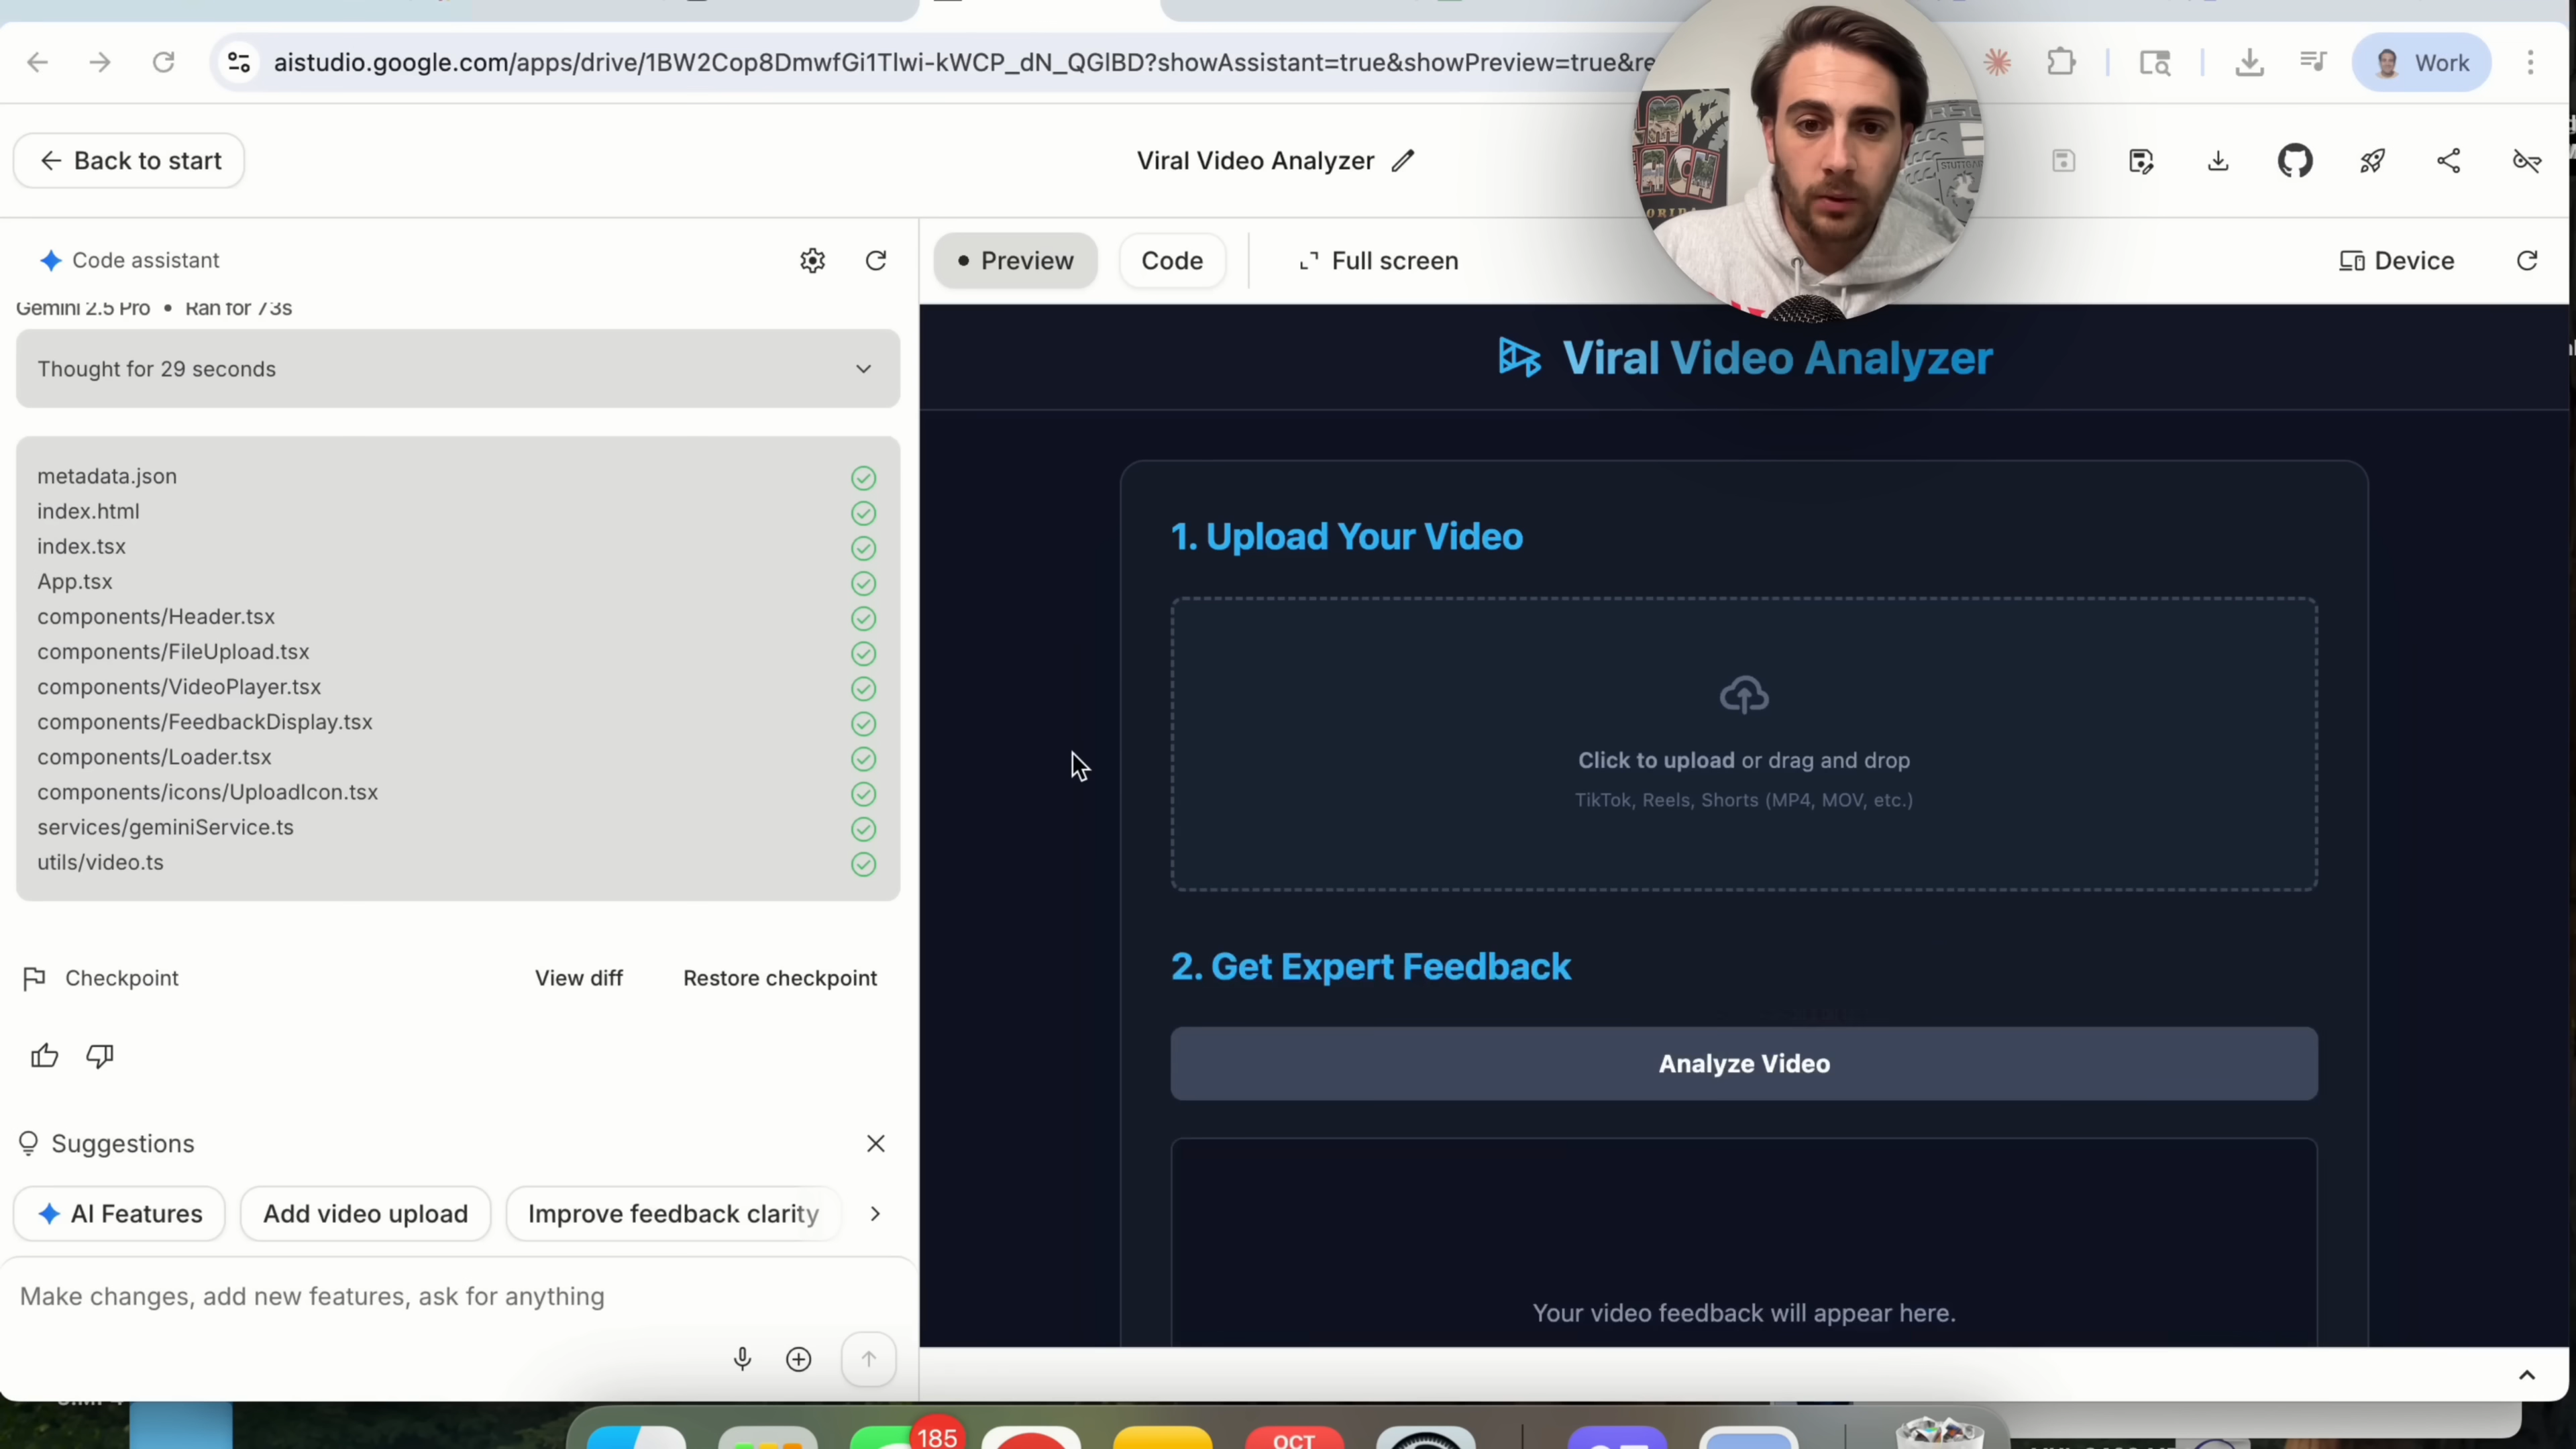 aistudio.google.com/apps/drive/1BW2Cop8DmwfGi1Tlwi-kWCP_dN_QGlBD?showAssistant=true&showPreview=true&re
Work
Back to start
Viral Video Analyzer
Code assistant
Preview
Code
Full screen
Device
Gemini 2.5 Pro • Ran for 73s
Thought for 29 seconds
metadata.json
index.html
index.tsx
App.tsx
components/Header.tsx
components/FileUpload.tsx
components/VideoPlayer.tsx
components/FeedbackDisplay.tsx
components/Loader.tsx
components/icons/UploadIcon.tsx
services/geminiService.ts
utils/video.ts
Checkpoint
View diff
Restore checkpoint
Suggestions
AI Features
Add video upload
Improve feedback clarity
Make changes, add new features, ask for anything
Viral Video Analyzer
1. Upload Your Video
Click to upload or drag and drop
TikTok, Reels, Shorts (MP4, MOV, etc.)
2. Get Expert Feedback
Analyze Video
Your video feedback will appear here.
185
OCT